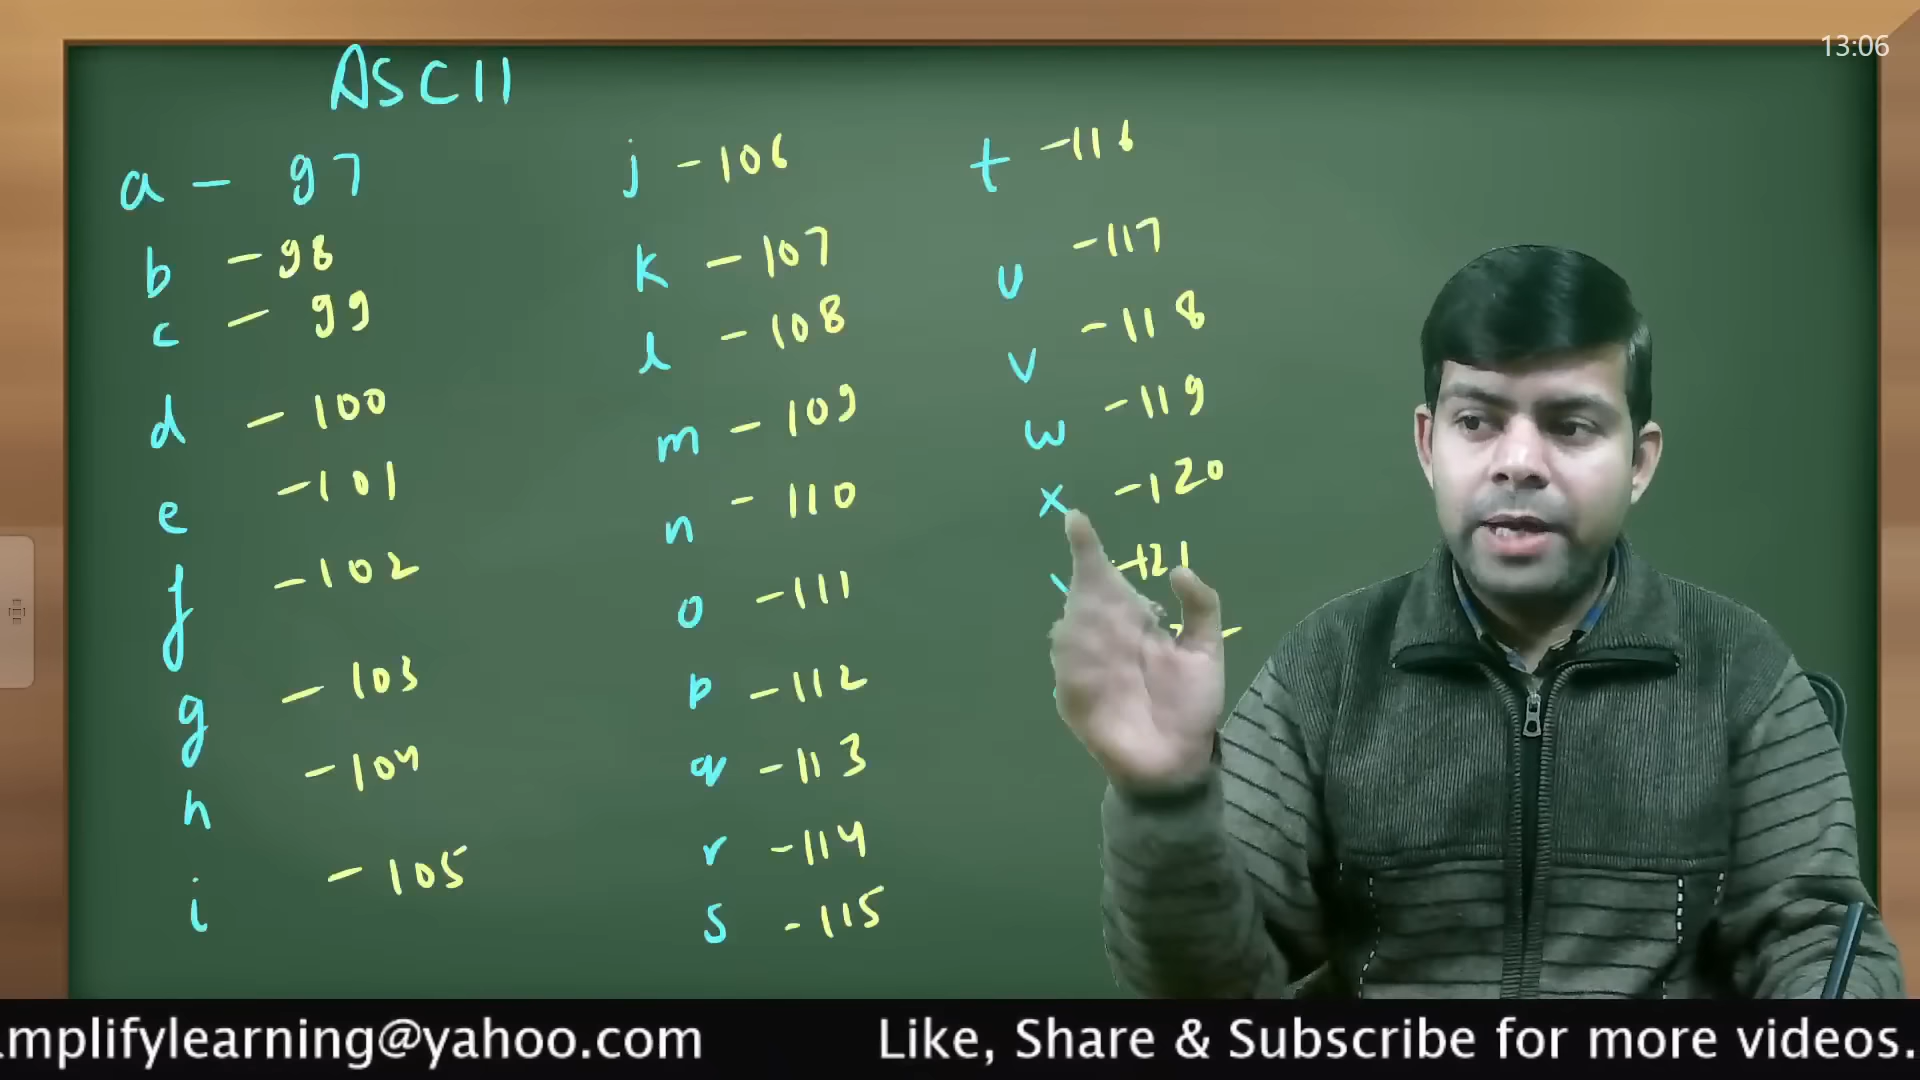 13:06
ASCII
a - 97
b - 98
c - 99
d - 100
e - 101
f - 102
g - 103
h - 104
i - 105
j - 106
k - 107
l - 108
m - 109
n - 110
o - 111
p - 112
q - 113
r - 114
s - 115
t - 116
u - 117
v - 118
w - 119
x - 120
- 121
mplifylearning@yahoo.com Like, Share & Subscribe for more videos.